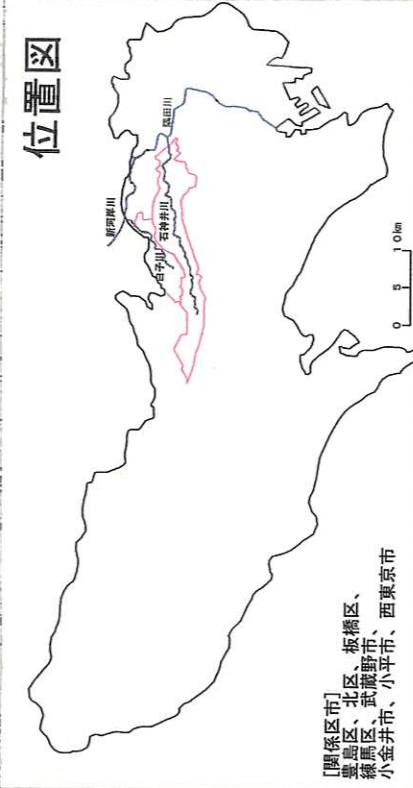 位置図
新河岸川
隅田川
石神井川
白子川
0 5 10km
[関係区市]
豊島区、北区、板橋区、
練馬区、武蔵野市、
小金井市、小平市、西東京市